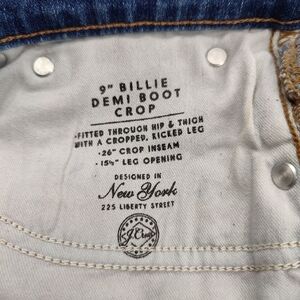 9" BILLIE
DEMI BOOT
CROP
•FITTED THROUGH HIP & THIGH
WITH A CROPPED, KICKED LEG
•26" CROP INSEAM
•15½" LEG OPENING
DESIGNED IN
New York
225 LIBERTY STREET
J.Crew